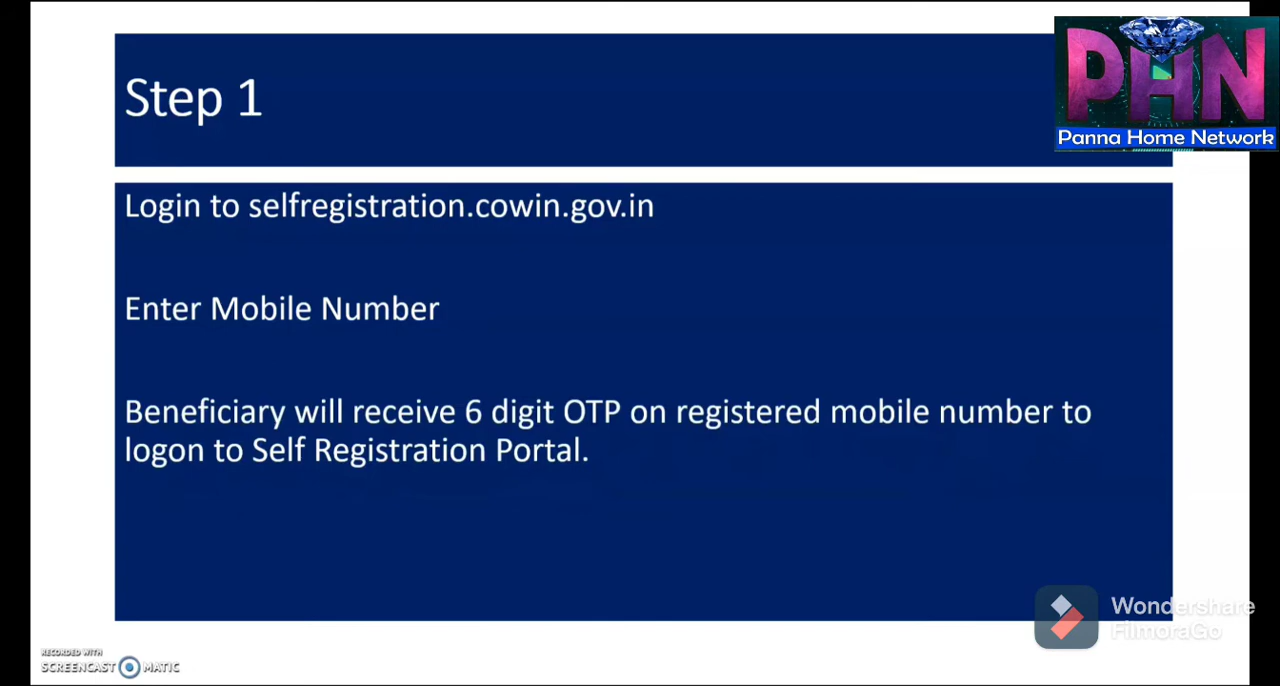 Step 1
PHN
Panna Home Network
Login to selfregistration.cowin.gov.in
Enter Mobile Number
Beneficiary will receive 6 digit OTP on registered mobile number to
logon to Self Registration Portal.
Wondershare
FilmoraGo
RECORDED WITH
SCREENCAST MATIC